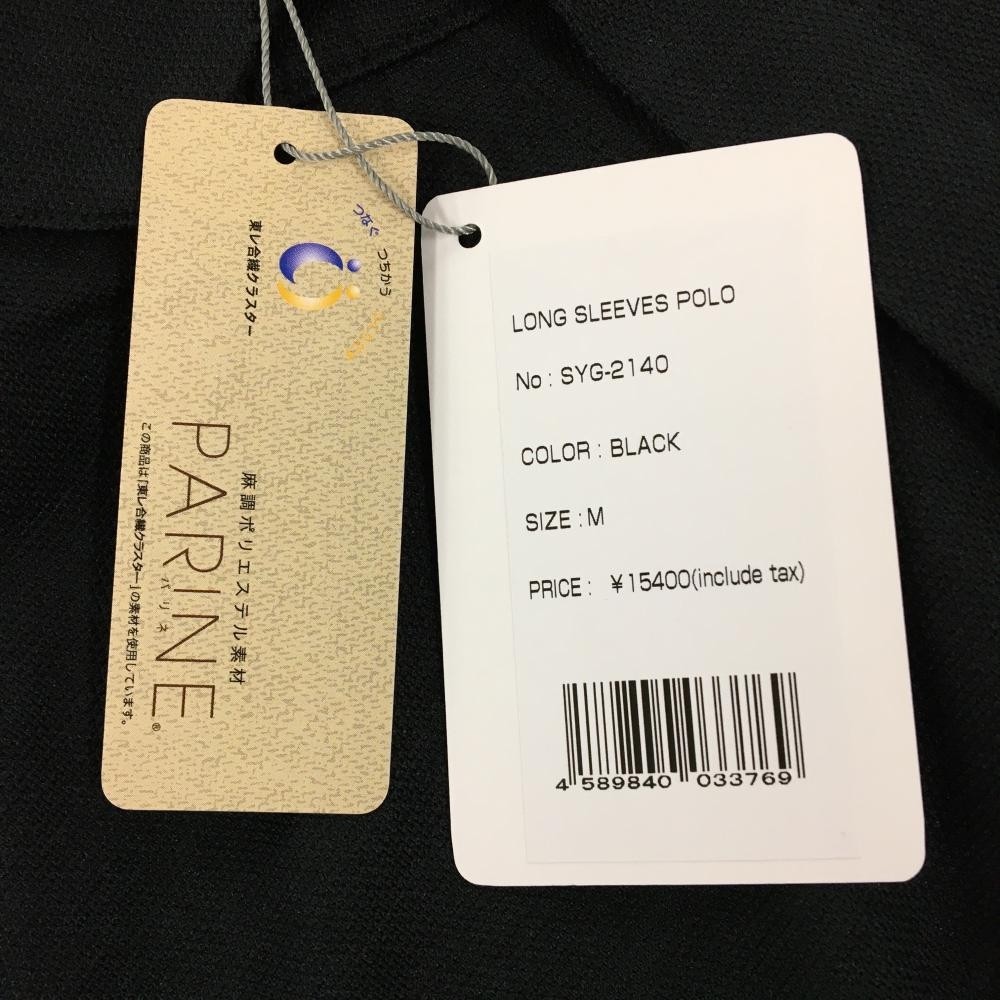 つなぐ
つちかう
東レ合繊クラスター
麻調ポリエステル素材
PARINE®
パリネ
この商品は「東レ合繊クラスター」の素材を使用しています。
LONG SLEEVES POLO
No : SYG-2140
COLOR : BLACK
SIZE : M
PRICE : ¥15400(include tax)
4 589840 033769